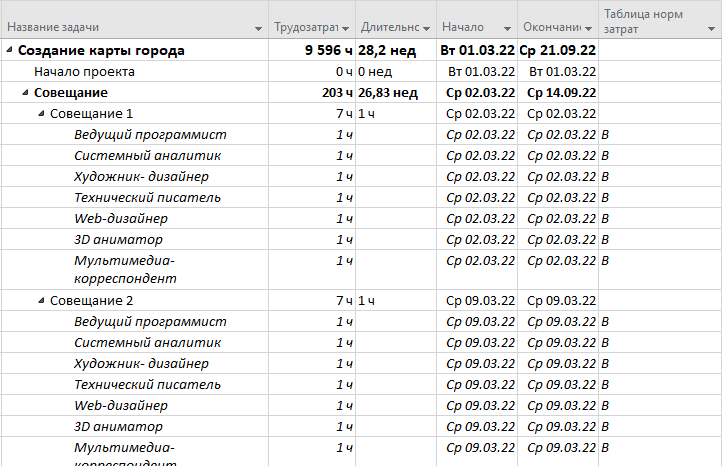 Название задачи Трудозатрат Длительнс Начало Окончание Таблица норм затрат
Создание карты города 9 596 ч 28,2 нед Вт 01.03.22 Ср 21.09.22
Начало проекта 0 ч 0 нед Вт 01.03.22 Вт 01.03.22
Совещание 203 ч 26,83 нед Ср 02.03.22 Ср 14.09.22
Совещание 1 7 ч 1 ч Ср 02.03.22 Ср 02.03.22
Ведущий программист 1 ч Ср 02.03.22 Ср 02.03.22 B
Системный аналитик 1 ч Ср 02.03.22 Ср 02.03.22 B
Художник- дизайнер 1 ч Ср 02.03.22 Ср 02.03.22 B
Технический писатель 1 ч Ср 02.03.22 Ср 02.03.22 B
Web-дизайнер 1 ч Ср 02.03.22 Ср 02.03.22 B
3D аниматор 1 ч Ср 02.03.22 Ср 02.03.22 B
Мультимедиа- 1 ч Ср 02.03.22 Ср 02.03.22 B
корреспондент
Совещание 2 7 ч 1 ч Ср 09.03.22 Ср 09.03.22
Ведущий программист 1 ч Ср 09.03.22 Ср 09.03.22 B
Системный аналитик 1 ч Ср 09.03.22 Ср 09.03.22 B
Художник- дизайнер 1 ч Ср 09.03.22 Ср 09.03.22 B
Технический писатель 1 ч Ср 09.03.22 Ср 09.03.22 B
Web-дизайнер 1 ч Ср 09.03.22 Ср 09.03.22 B
3D аниматор 1 ч Ср 09.03.22 Ср 09.03.22 B
Мультимедиа- 1 ч Ср 09.03.22 Ср 09.03.22 B
корреспондент